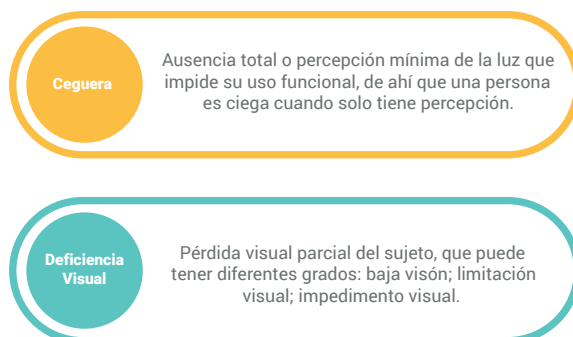 Ceguera
Ausencia total o percepción mínima de la luz que
impide su uso funcional, de ahí que una persona
es ciega cuando solo tiene percepción.
Deficiencia
Visual
Pérdida visual parcial del sujeto, que puede
tener diferentes grados: baja visón; limitación
visual; impedimento visual.